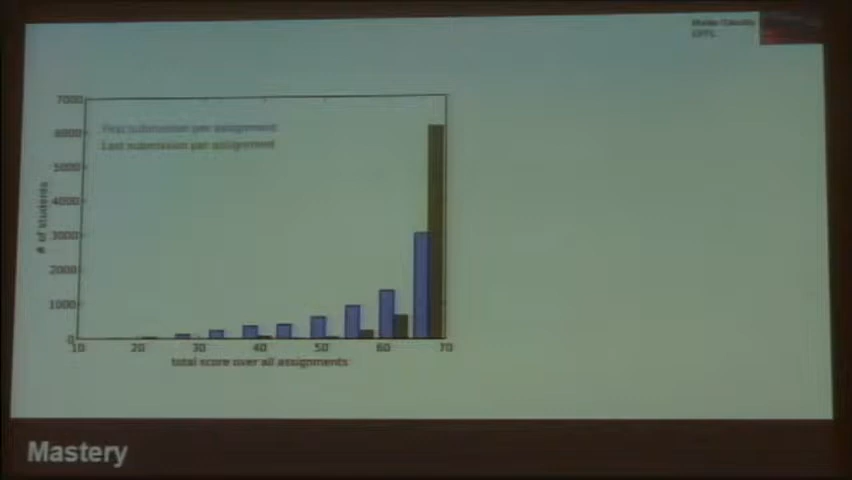 EPFL
7000
6000
5000
4000
3000
2000
1000
0
First submission per assignment
Last submission per assignment
# of students
10 20 30 40 50 60 70
total score over all assignments
Mastery